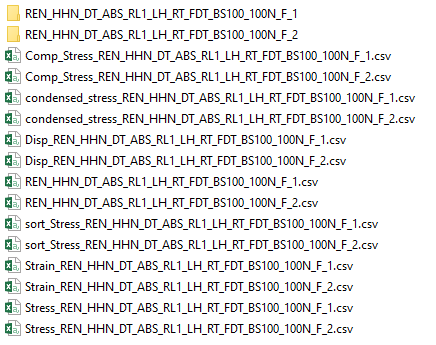 REN_HHN_DT_ABS_RL1_LH_RT_FDT_BS100_100N_F_1
REN_HHN_DT_ABS_RL1_LH_RT_FDT_BS100_100N_F_2
Comp_Stress_REN_HHN_DT_ABS_RL1_LH_RT_FDT_BS100_100N_F_1.csv
Comp_Stress_REN_HHN_DT_ABS_RL1_LH_RT_FDT_BS100_100N_F_2.csv
condensed_stress_REN_HHN_DT_ABS_RL1_LH_RT_FDT_BS100_100N_F_1.csv
condensed_stress_REN_HHN_DT_ABS_RL1_LH_RT_FDT_BS100_100N_F_2.csv
Disp_REN_HHN_DT_ABS_RL1_LH_RT_FDT_BS100_100N_F_1.csv
Disp_REN_HHN_DT_ABS_RL1_LH_RT_FDT_BS100_100N_F_2.csv
REN_HHN_DT_ABS_RL1_LH_RT_FDT_BS100_100N_F_1.csv
REN_HHN_DT_ABS_RL1_LH_RT_FDT_BS100_100N_F_2.csv
sort_Stress_REN_HHN_DT_ABS_RL1_LH_RT_FDT_BS100_100N_F_1.csv
sort_Stress_REN_HHN_DT_ABS_RL1_LH_RT_FDT_BS100_100N_F_2.csv
Strain_REN_HHN_DT_ABS_RL1_LH_RT_FDT_BS100_100N_F_1.csv
Strain_REN_HHN_DT_ABS_RL1_LH_RT_FDT_BS100_100N_F_2.csv
Stress_REN_HHN_DT_ABS_RL1_LH_RT_FDT_BS100_100N_F_1.csv
Stress_REN_HHN_DT_ABS_RL1_LH_RT_FDT_BS100_100N_F_2.csv